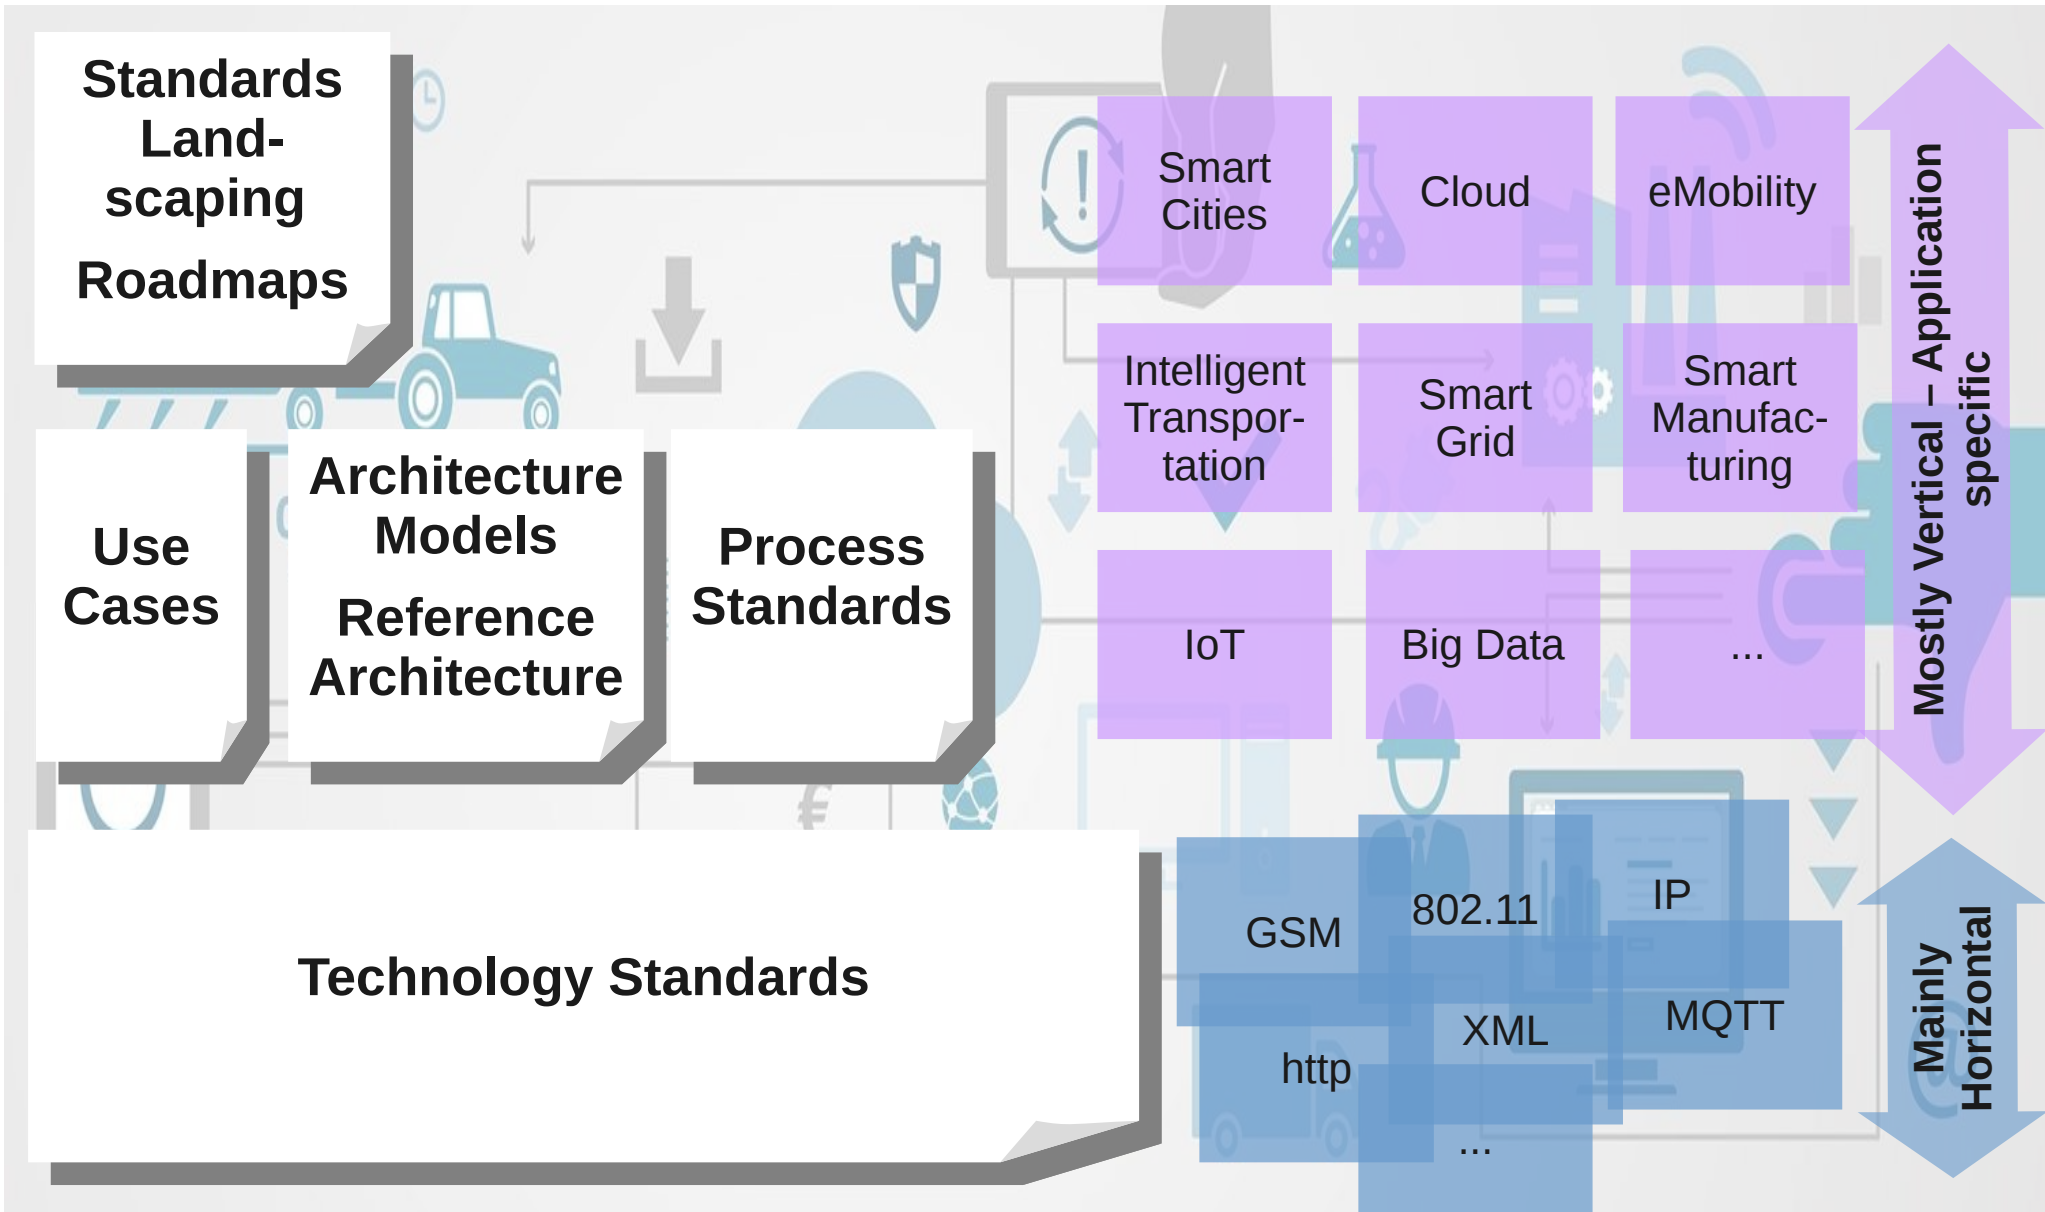 Standards
Land-
scaping
Roadmaps
Use
Cases
Architecture
Models
Reference
Architecture
Process
Standards
Technology Standards
Smart
Cities
Cloud
eMobility
Intelligent
Transpor-
tation
Smart
Grid
Smart
Manufac-
turing
IoT
Big Data
...
Mostly Vertical – Application
specific
GSM
802.11
IP
http
XML
MQTT
...
Mainly
Horizontal
!
€
@